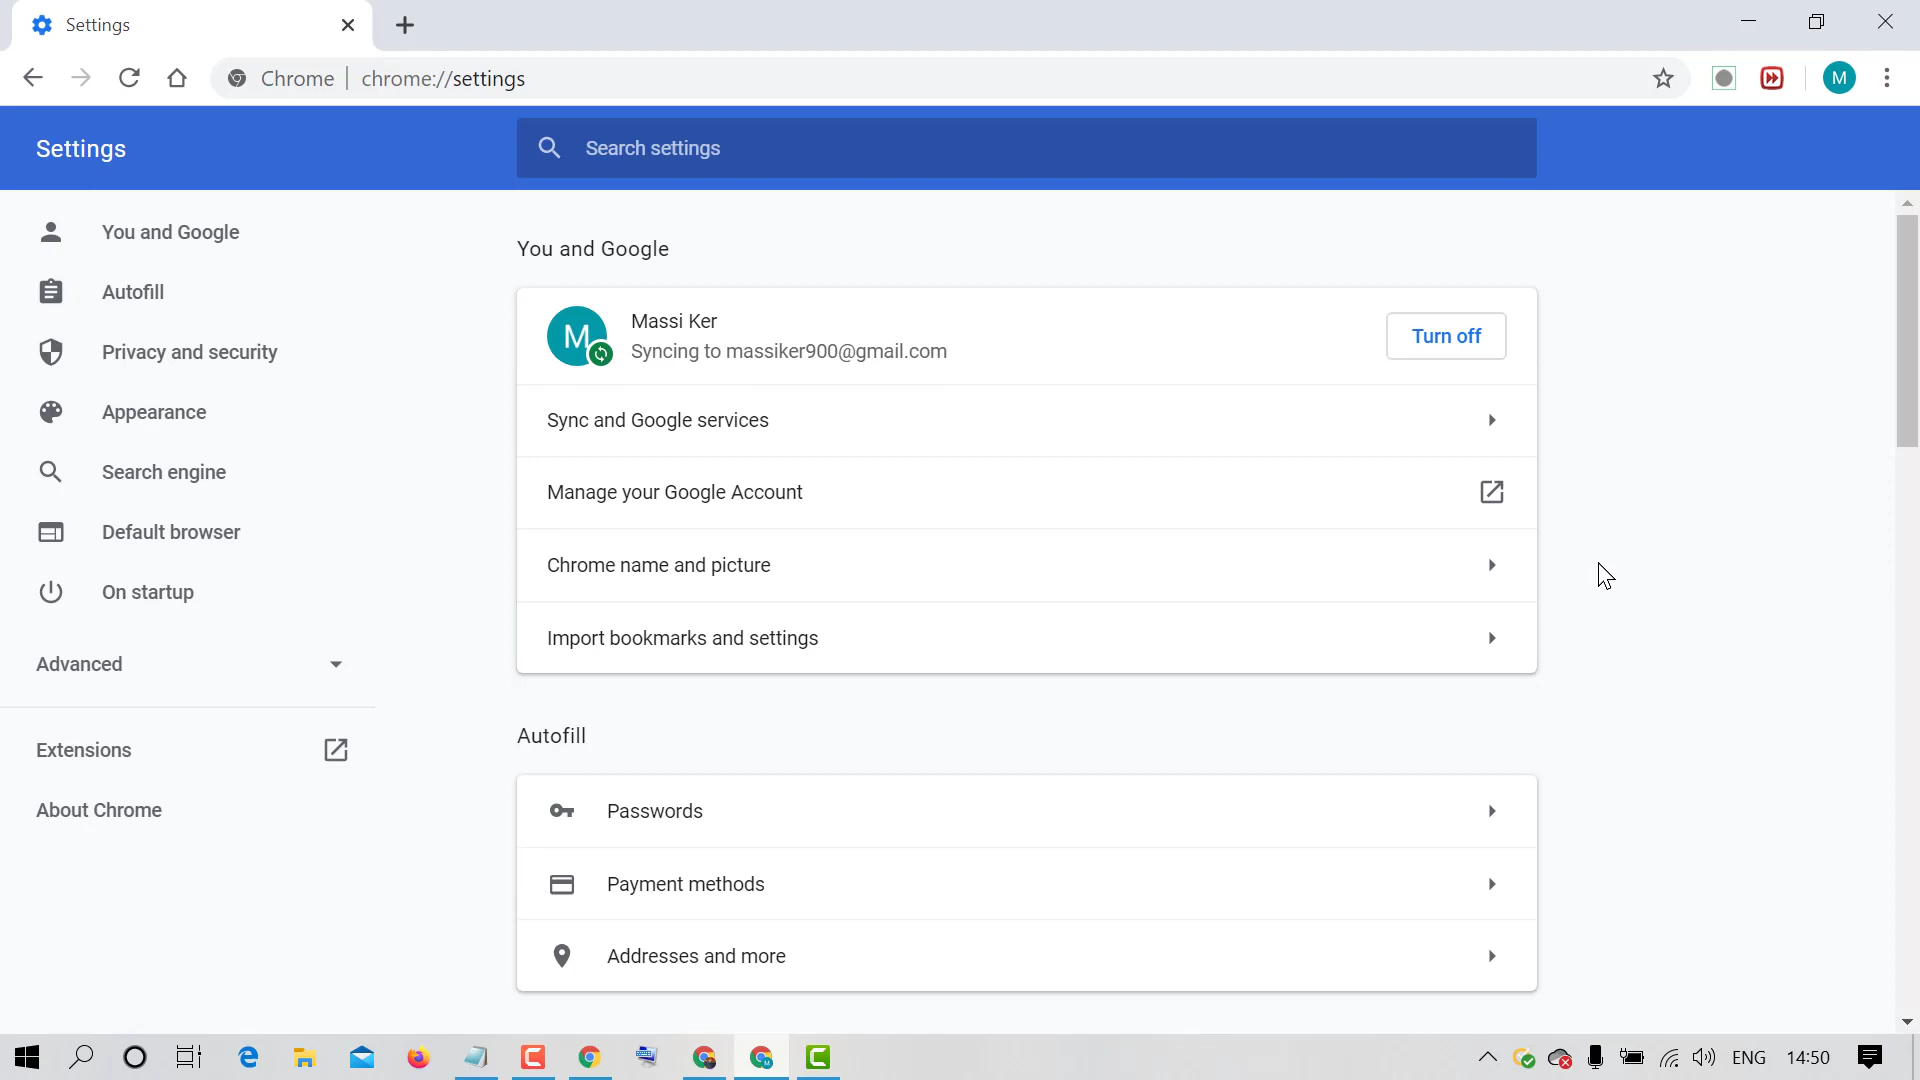 Settings
Chrome | chrome://settings
M
Settings
Search settings
You and Google
Autofill
Privacy and security
Appearance
Search engine
Default browser
On startup
Advanced
Extensions
About Chrome
You and Google
M
Massi Ker
Syncing to massiker900@gmail.com
Turn off
Sync and Google services
Manage your Google Account
Chrome name and picture
Import bookmarks and settings
Autofill
Passwords
Payment methods
Addresses and more
ENG
14:50